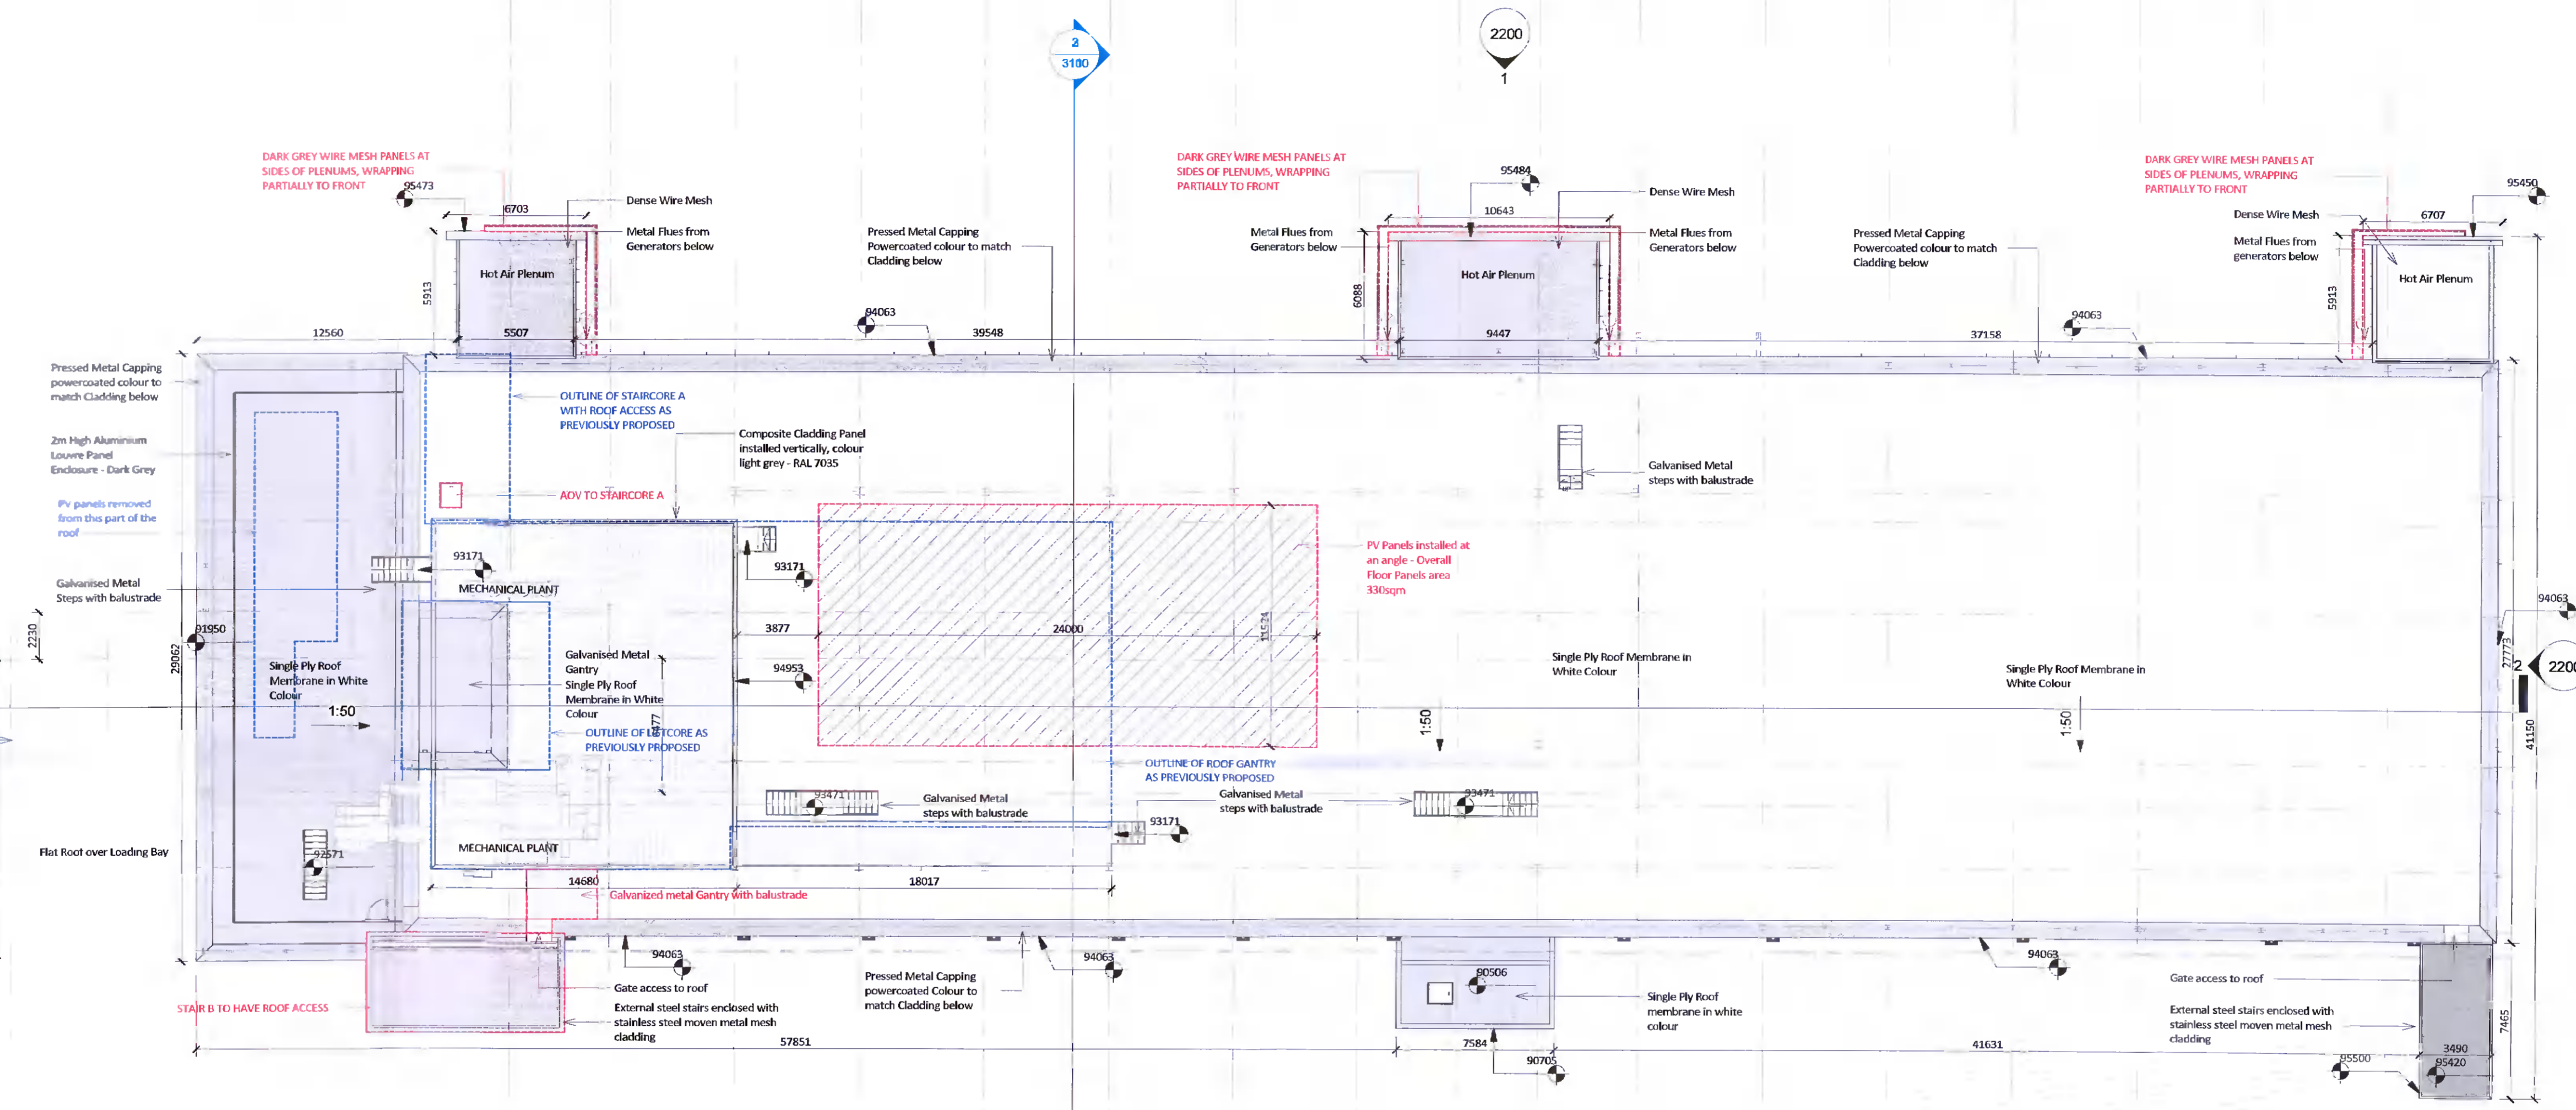 2
3100
2200
1
DARK GREY WIRE MESH PANELS AT
SIDES OF PLENUMS, WRAPPING
PARTIALLY TO FRONT
95473
6703
Dense Wire Mesh
Metal Flues from
Generators below
Hot Air Plenum
5913
12560
5507
39548
94063
Pressed Metal Capping
Powercoated colour to match
Cladding below
DARK GREY WIRE MESH PANELS AT
SIDES OF PLENUMS, WRAPPING
PARTIALLY TO FRONT
95484
10643
Dense Wire Mesh
Metal Flues from
Generators below
Metal Flues from
Generators below
Hot Air Plenum
6088
9447
37158
Pressed Metal Capping
Powercoated colour to match
Cladding below
94063
DARK GREY WIRE MESH PANELS AT
SIDES OF PLENUMS, WRAPPING
PARTIALLY TO FRONT
95450
Dense Wire Mesh
6707
Metal Flues from
generators below
Hot Air Plenum
5913
Pressed Metal Capping
powercoated colour to
match Cladding below
2m High Aluminium
Louvre Panel
Enclosure - Dark Grey
PV panels removed
from this part of the
roof
Galvanised Metal
Steps with balustrade
2230
29062
91950
Single Ply Roof
Membrane in White
Colour
1:50
Flat Roof over Loading Bay
92571
OUTLINE OF STAIRCORE A
WITH ROOF ACCESS AS
PREVIOUSLY PROPOSED
Composite Cladding Panel
installed vertically, colour
light grey - RAL 7035
AOV TO STAIRCORE A
93171
MECHANICAL PLANT
93171
Galvanised Metal
Gantry
Single Ply Roof
Membrane in White
Colour
OUTLINE OF LIFTCORE AS
PREVIOUSLY PROPOSED
3877
24000
11524
94953
PV Panels installed at
an angle - Overall
Floor Panels area
330sqm
Galvanised Metal
steps with balustrade
Single Ply Roof Membrane in
White Colour
Single Ply Roof Membrane in
White Colour
1:50
1:50
94063
27773
2
41150
OUTLINE OF ROOF GANTRY
AS PREVIOUSLY PROPOSED
93471
Galvanised Metal
steps with balustrade
Galvanised Metal
steps with balustrade
93471
93171
MECHANICAL PLANT
14680
18017
Galvanized metal Gantry with balustrade
94063
94063
Gate access to roof
STAIR B TO HAVE ROOF ACCESS
External steel stairs enclosed with
stainless steel moven metal mesh
cladding
Pressed Metal Capping
powercoated Colour to
match Cladding below
90506
Single Ply Roof
membrane in white
colour
94063
Gate access to roof
External steel stairs enclosed with
stainless steel moven metal mesh
cladding
7465
57851
7584
90705
41631
3490
95500
95420